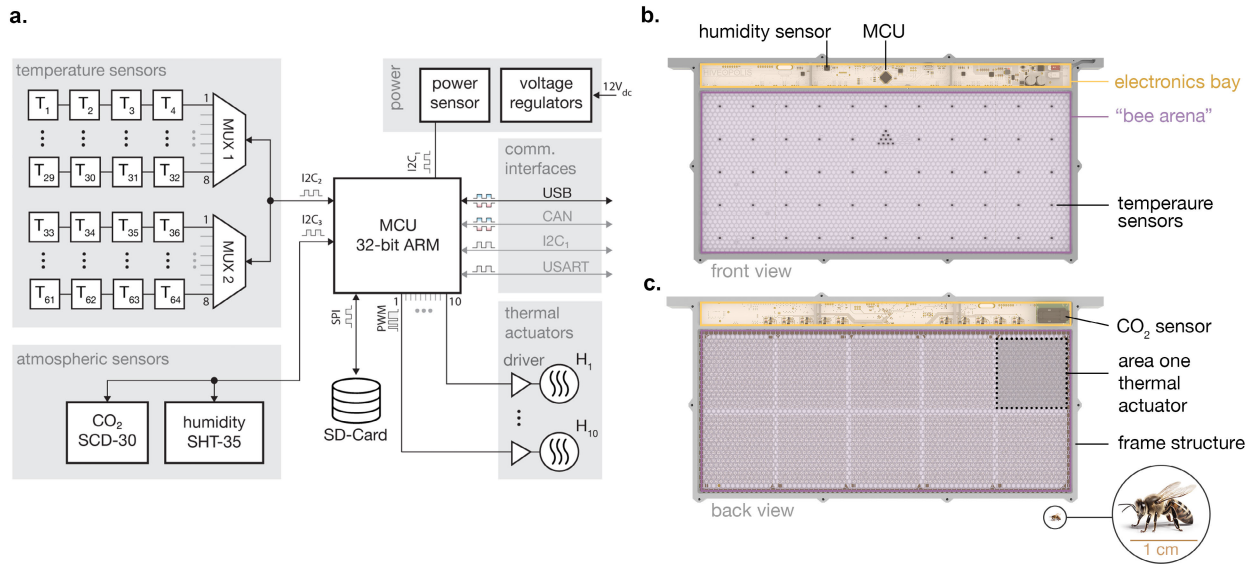 a.
temperature sensors
T1 T2 T3 T4
1
MUX 1
T29 T30 T31 T32
8
T33 T34 T35 T36
1
MUX 2
T61 T62 T63 T64
8
I2C2
I2C3
atmospheric sensors
CO2
SCD-30
humidity
SHT-35
power
power
sensor
voltage
regulators
12Vdc
I2C1
MCU
32-bit ARM
comm.
interfaces
USB
CAN
I2C1
USART
SPI
PWM
1
10
SD-Card
thermal
actuators
driver
H1
H10
b.
humidity sensor
MCU
electronics bay
“bee arena”
temperaure
sensors
front view
c.
CO2 sensor
area one
thermal
actuator
frame structure
back view
1 cm